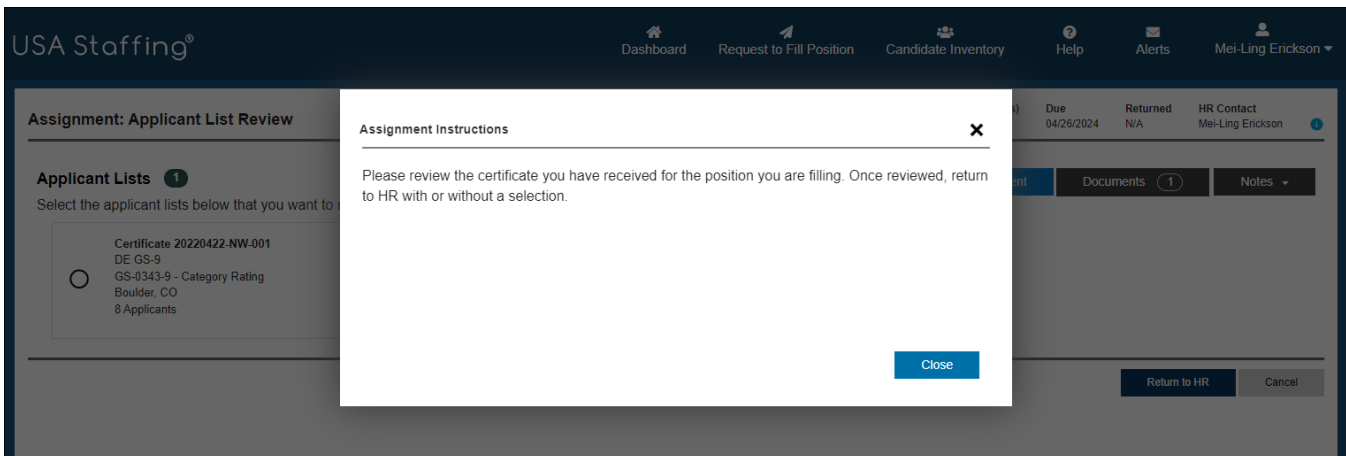 USA Staffing®
Dashboard
Request to Fill Position
Candidate Inventory
Help
Alerts
Mei-Ling Erickson
Assignment: Applicant List Review
Due
04/26/2024
Returned
N/A
HR Contact
Mei-Ling Erickson
Assignment Instructions
Please review the certificate you have received for the position you are filling. Once reviewed, return
to HR with or without a selection.
Close
Applicant Lists 1
Select the applicant lists below that you want to
Documents 1
Notes
Certificate 20220422-NW-001
DE GS-9
GS-0343-9 - Category Rating
Boulder, CO
8 Applicants
Return to HR
Cancel